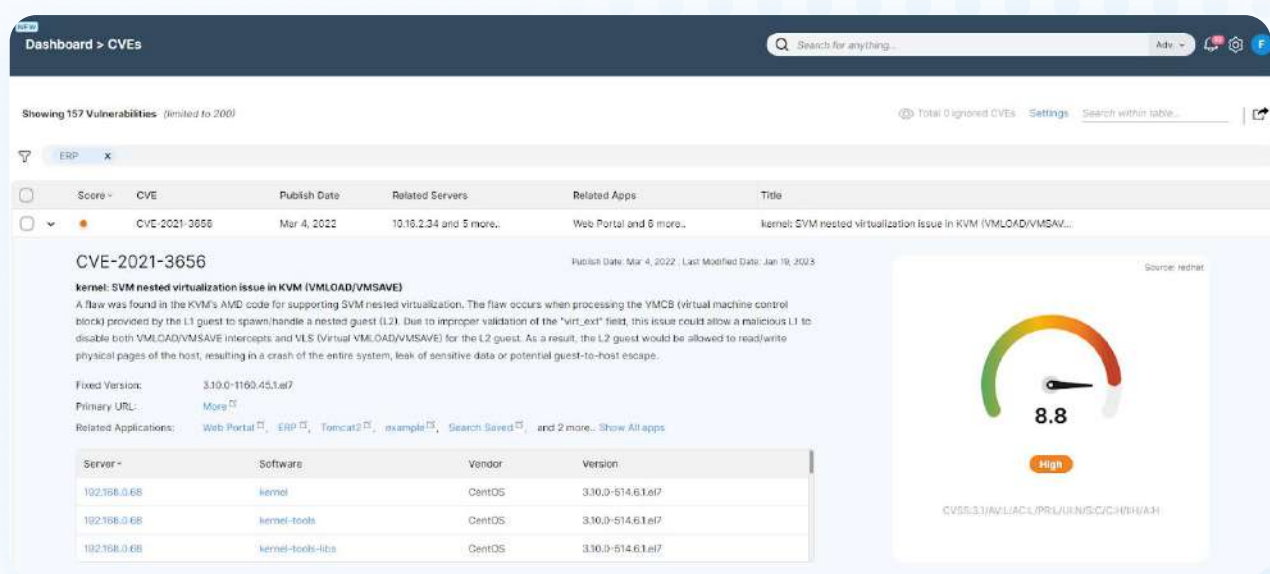 NEW
Dashboard > CVEs
Search for anything...
Adv.
F
Showing 157 Vulnerabilities (limited to 200)
Total 0 ignored CVEs
Settings
Search within table...
ERP x
Score CVE Publish Date Related Servers Related Apps Title
CVE-2021-3656 Mar 4, 2022 10.16.2.34 and 5 more.. Web Portal and 6 more.. kernel: SVM nested virtualization issue in KVM (VMLOAD/VMSAV...
CVE-2021-3656
Publish Date: Mar 4, 2022 , Last Modified Date: Jan 19, 2023
kernel: SVM nested virtualization issue in KVM (VMLOAD/VMSAVE)
A flaw was found in the KVM's AMD code for supporting SVM nested virtualization. The flaw occurs when processing the VMCB (virtual machine control
block) provided by the L1 guest to spawn/handle a nested guest (L2). Due to improper validation of the "virt_ext" field, this issue could allow a malicious L1 to
disable both VMLOAD/VMSAVE intercepts and VLS (Virtual VMLOAD/VMSAVE) for the L2 guest. As a result, the L2 guest would be allowed to read/write
physical pages of the host, resulting in a crash of the entire system, leak of sensitive data or potential guest-to-host escape.
Fixed Version: 3.10.0-1160.45.1.el7
Primary URL: More
Related Applications: Web Portal, ERP, Tomcat2, example, Search Saved, and 2 more.. Show All apps
Server Software Vendor Version
192.168.0.68 kernel CentOS 3.10.0-514.6.1.el7
192.168.0.68 kernel-tools CentOS 3.10.0-514.6.1.el7
192.168.0.68 kernel-tools-libs CentOS 3.10.0-514.6.1.el7
Source: redhat
8.8
High
CVSS:3.1/AV:L/AC:L/PR:L/UI:N/S:C/C:H/I:H/A:H